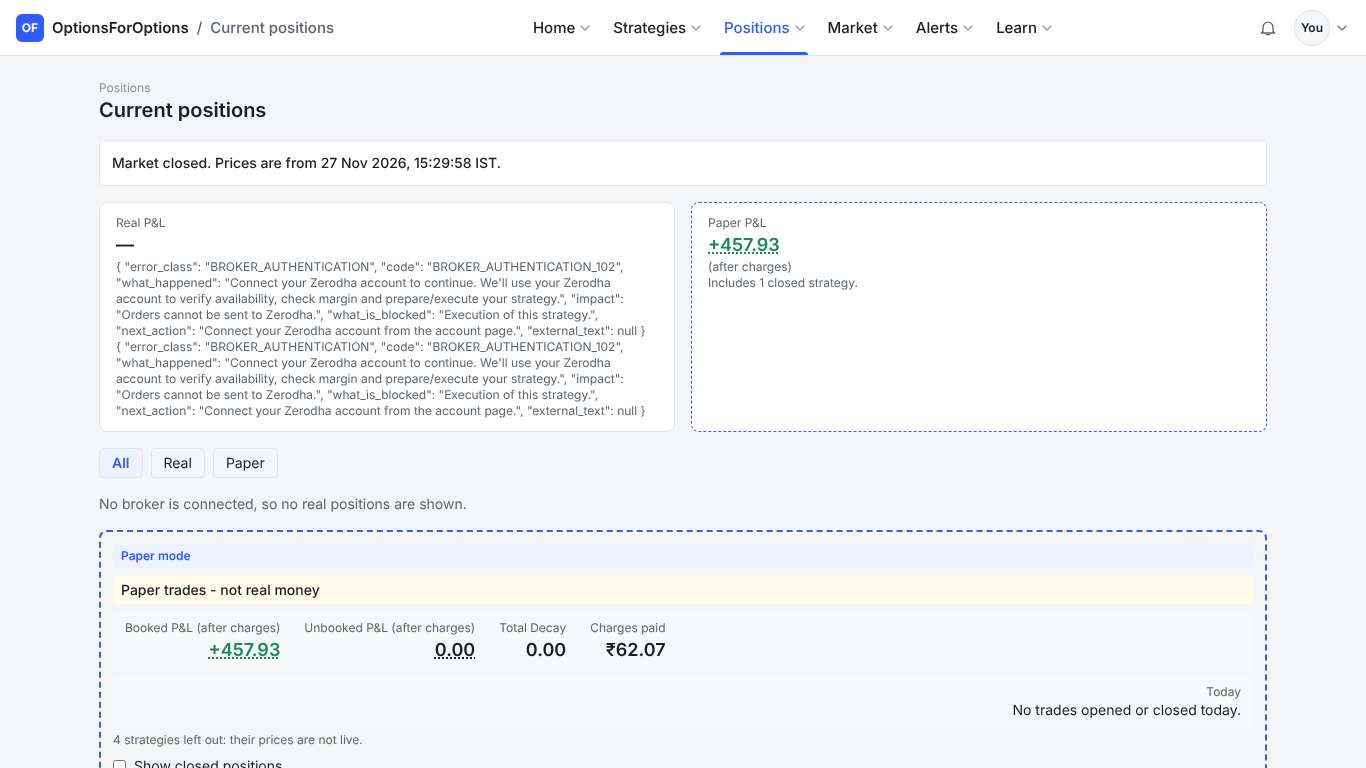 OF OptionsForOptions / Current positions Home Strategies Positions Market Alerts Learn You
Positions
Current positions
Market closed. Prices are from 27 Nov 2026, 15:29:58 IST.
Real P&L
—
{ "error_class": "BROKER_AUTHENTICATION", "code": "BROKER_AUTHENTICATION_102",
"what_happened": "Connect your Zerodha account to continue. We'll use your Zerodha
account to verify availability, check margin and prepare/execute your strategy.", "impact":
"Orders cannot be sent to Zerodha.", "what_is_blocked": "Execution of this strategy.",
"next_action": "Connect your Zerodha account from the account page.", "external_text": null }
{ "error_class": "BROKER_AUTHENTICATION", "code": "BROKER_AUTHENTICATION_102",
"what_happened": "Connect your Zerodha account to continue. We'll use your Zerodha
account to verify availability, check margin and prepare/execute your strategy.", "impact":
"Orders cannot be sent to Zerodha.", "what_is_blocked": "Execution of this strategy.",
"next_action": "Connect your Zerodha account from the account page.", "external_text": null }
Paper P&L
+457.93
(after charges)
Includes 1 closed strategy.
All Real Paper
No broker is connected, so no real positions are shown.
Paper mode
Paper trades - not real money
Booked P&L (after charges) Unbooked P&L (after charges) Total Decay Charges paid
+457.93 0.00 0.00 ₹62.07
Today
No trades opened or closed today.
4 strategies left out: their prices are not live.
Show closed positions